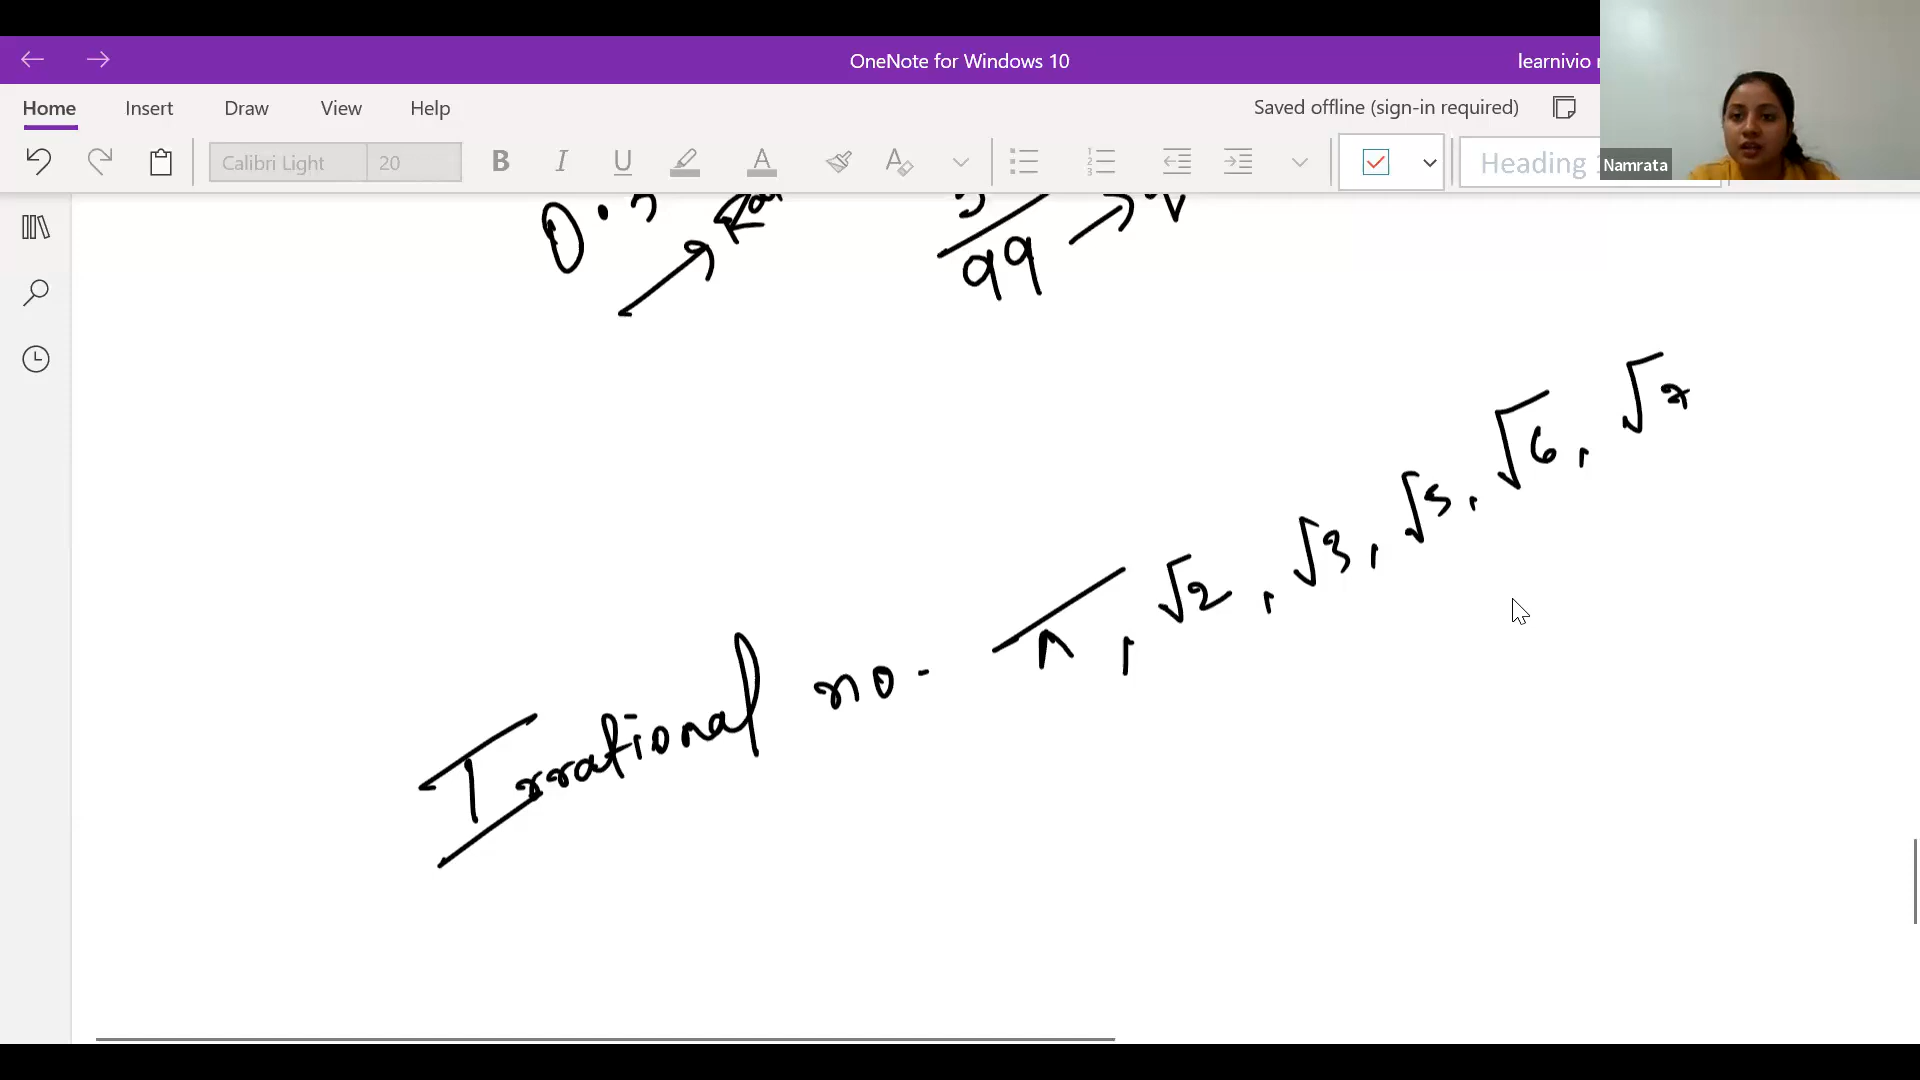 OneNote for Windows 10
learnivio
Home Insert Draw View Help
Saved offline (sign-in required)
Calibri Light 20 B I U A A Heading
Namrata
0.
99
√7
√6,
√5,
√3,
√2,
π,
Irrational no.